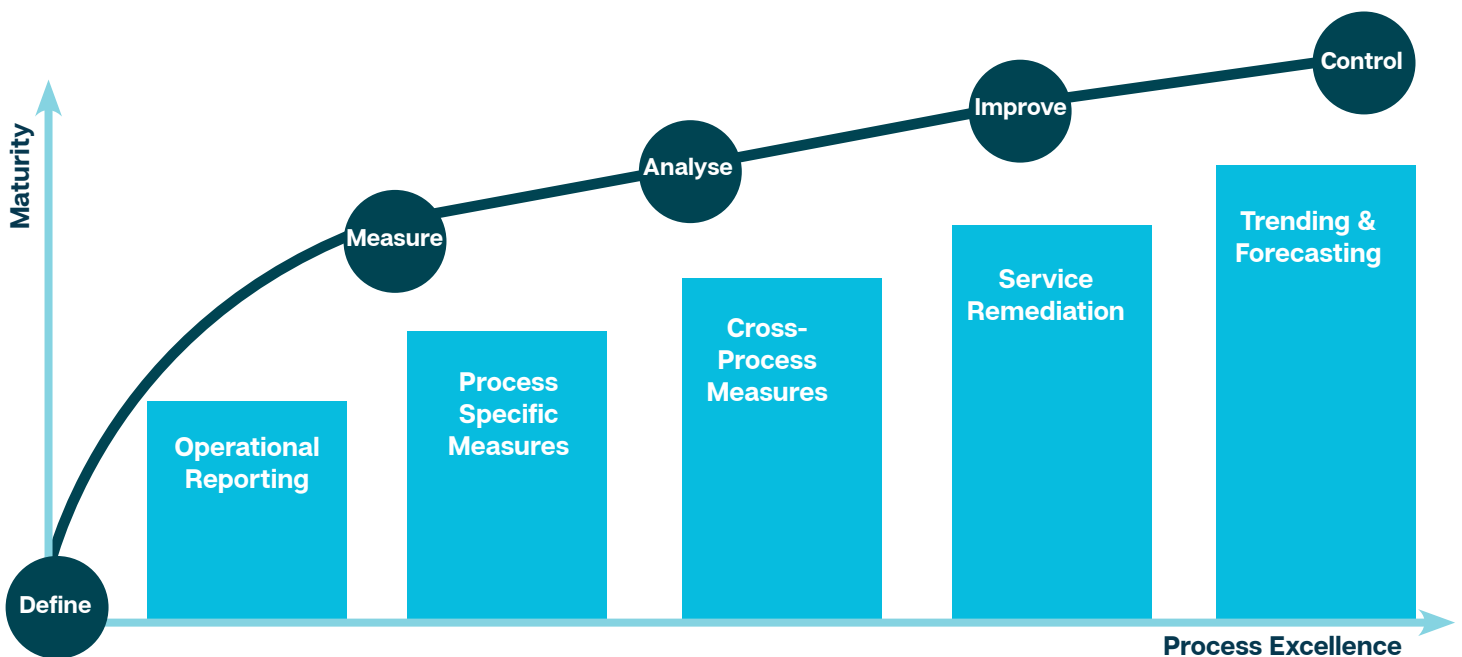 Control
Improve
Analyse
Measure
Define
Maturity
Operational
Reporting
Process
Specific
Measures
Cross-
Process
Measures
Service
Remediation
Trending &
Forecasting
Process Excellence